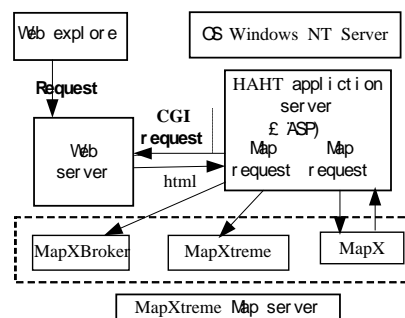 Web explore
OS Windows NT Server
Request
HAHT appliction
server
£¨ASP)
CGI
request
Map
request
Map
request
Web
server
html
MapXBroker
MapXtreme
MapX
MapXtreme Map server